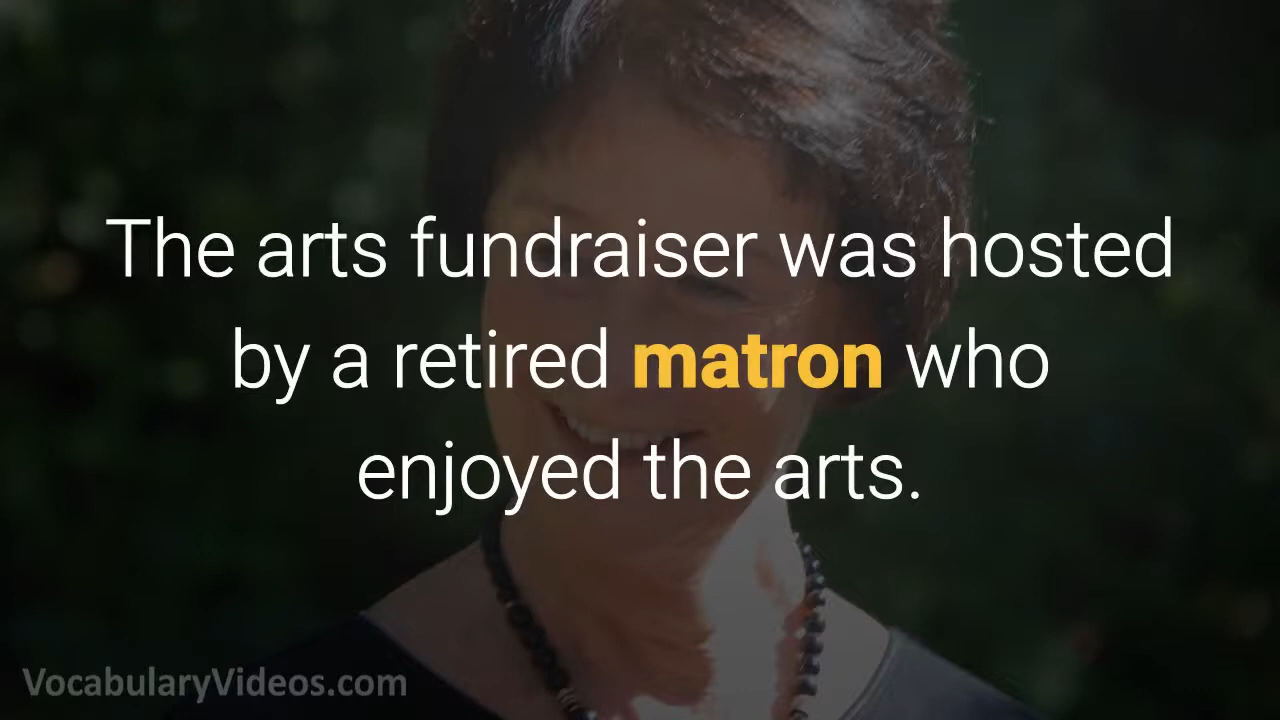 The arts fundraiser was hosted
by a retired matron who
enjoyed the arts.
VocabularyVideos.com